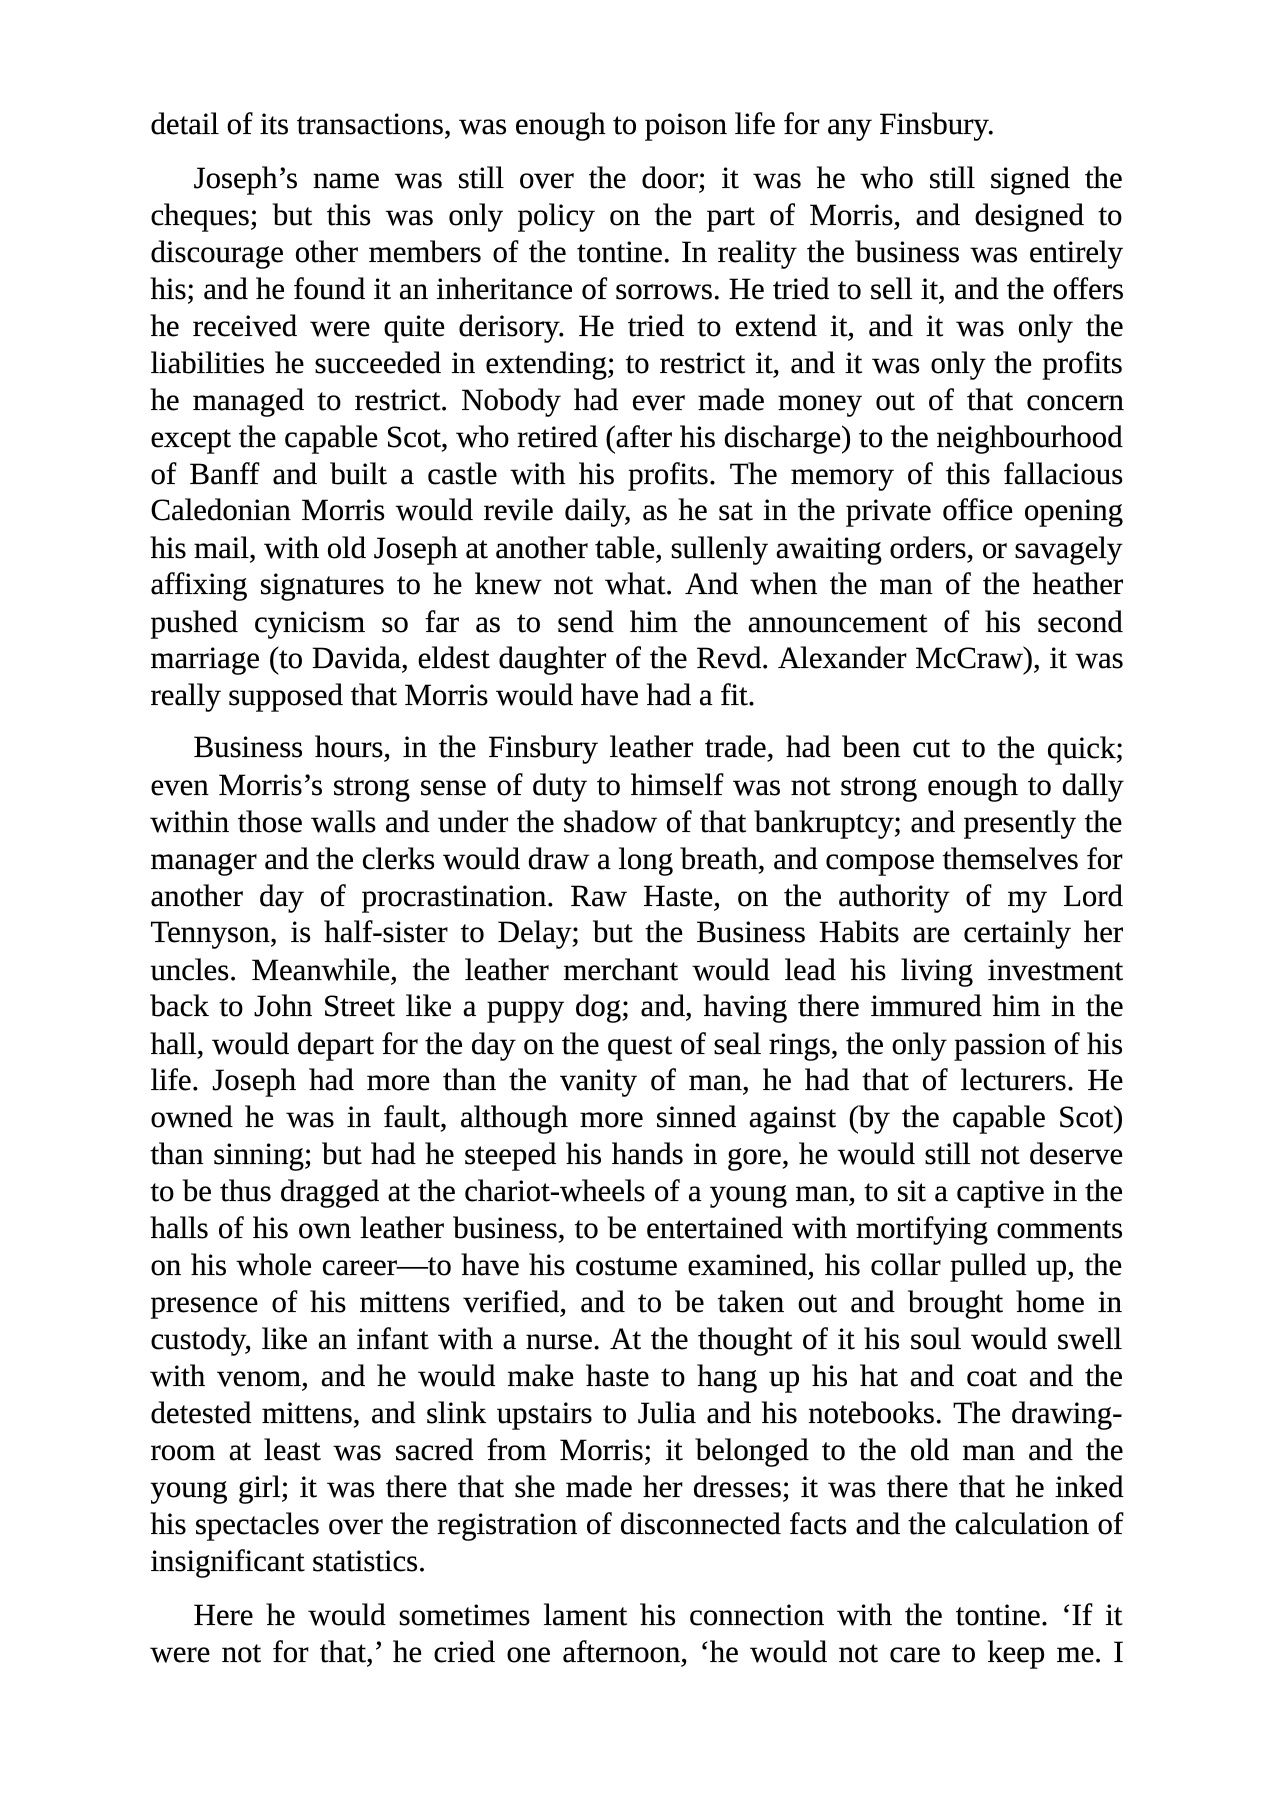 detail of its transactions, was enough to poison life for any Finsbury.
Joseph’s name was still over the door; it was he who still signed the
cheques; but this was only policy on the part of Morris, and designed to
discourage other members of the tontine. In reality the business was entirely
his; and he found it an inheritance of sorrows. He tried to sell it, and the offers
he received were quite derisory. He tried to extend it, and it was only the
liabilities he succeeded in extending; to restrict it, and it was only the profits
he managed to restrict. Nobody had ever made money out of that concern
except the capable Scot, who retired (after his discharge) to the neighbourhood
of Banff and built a castle with his profits. The memory of this fallacious
Caledonian Morris would revile daily, as he sat in the private office opening
his mail, with old Joseph at another table, sullenly awaiting orders, or savagely
affixing signatures to he knew not what. And when the man of the heather
pushed cynicism so far as to send him the announcement of his second
marriage (to Davida, eldest daughter of the Revd. Alexander McCraw), it was
really supposed that Morris would have had a fit.
Business hours, in the Finsbury leather trade, had been cut to the quick;
even Morris’s strong sense of duty to himself was not strong enough to dally
within those walls and under the shadow of that bankruptcy; and presently the
manager and the clerks would draw a long breath, and compose themselves for
another day of procrastination. Raw Haste, on the authority of my Lord
Tennyson, is half-sister to Delay; but the Business Habits are certainly her
uncles. Meanwhile, the leather merchant would lead his living investment
back to John Street like a puppy dog; and, having there immured him in the
hall, would depart for the day on the quest of seal rings, the only passion of his
life. Joseph had more than the vanity of man, he had that of lecturers. He
owned he was in fault, although more sinned against (by the capable Scot)
than sinning; but had he steeped his hands in gore, he would still not deserve
to be thus dragged at the chariot-wheels of a young man, to sit a captive in the
halls of his own leather business, to be entertained with mortifying comments
on his whole career—to have his costume examined, his collar pulled up, the
presence of his mittens verified, and to be taken out and brought home in
custody, like an infant with a nurse. At the thought of it his soul would swell
with venom, and he would make haste to hang up his hat and coat and the
detested mittens, and slink upstairs to Julia and his notebooks. The drawing-
room at least was sacred from Morris; it belonged to the old man and the
young girl; it was there that she made her dresses; it was there that he inked
his spectacles over the registration of disconnected facts and the calculation of
insignificant statistics.
Here he would sometimes lament his connection with the tontine. ‘If it
were not for that,’ he cried one afternoon, ‘he would not care to keep me. I